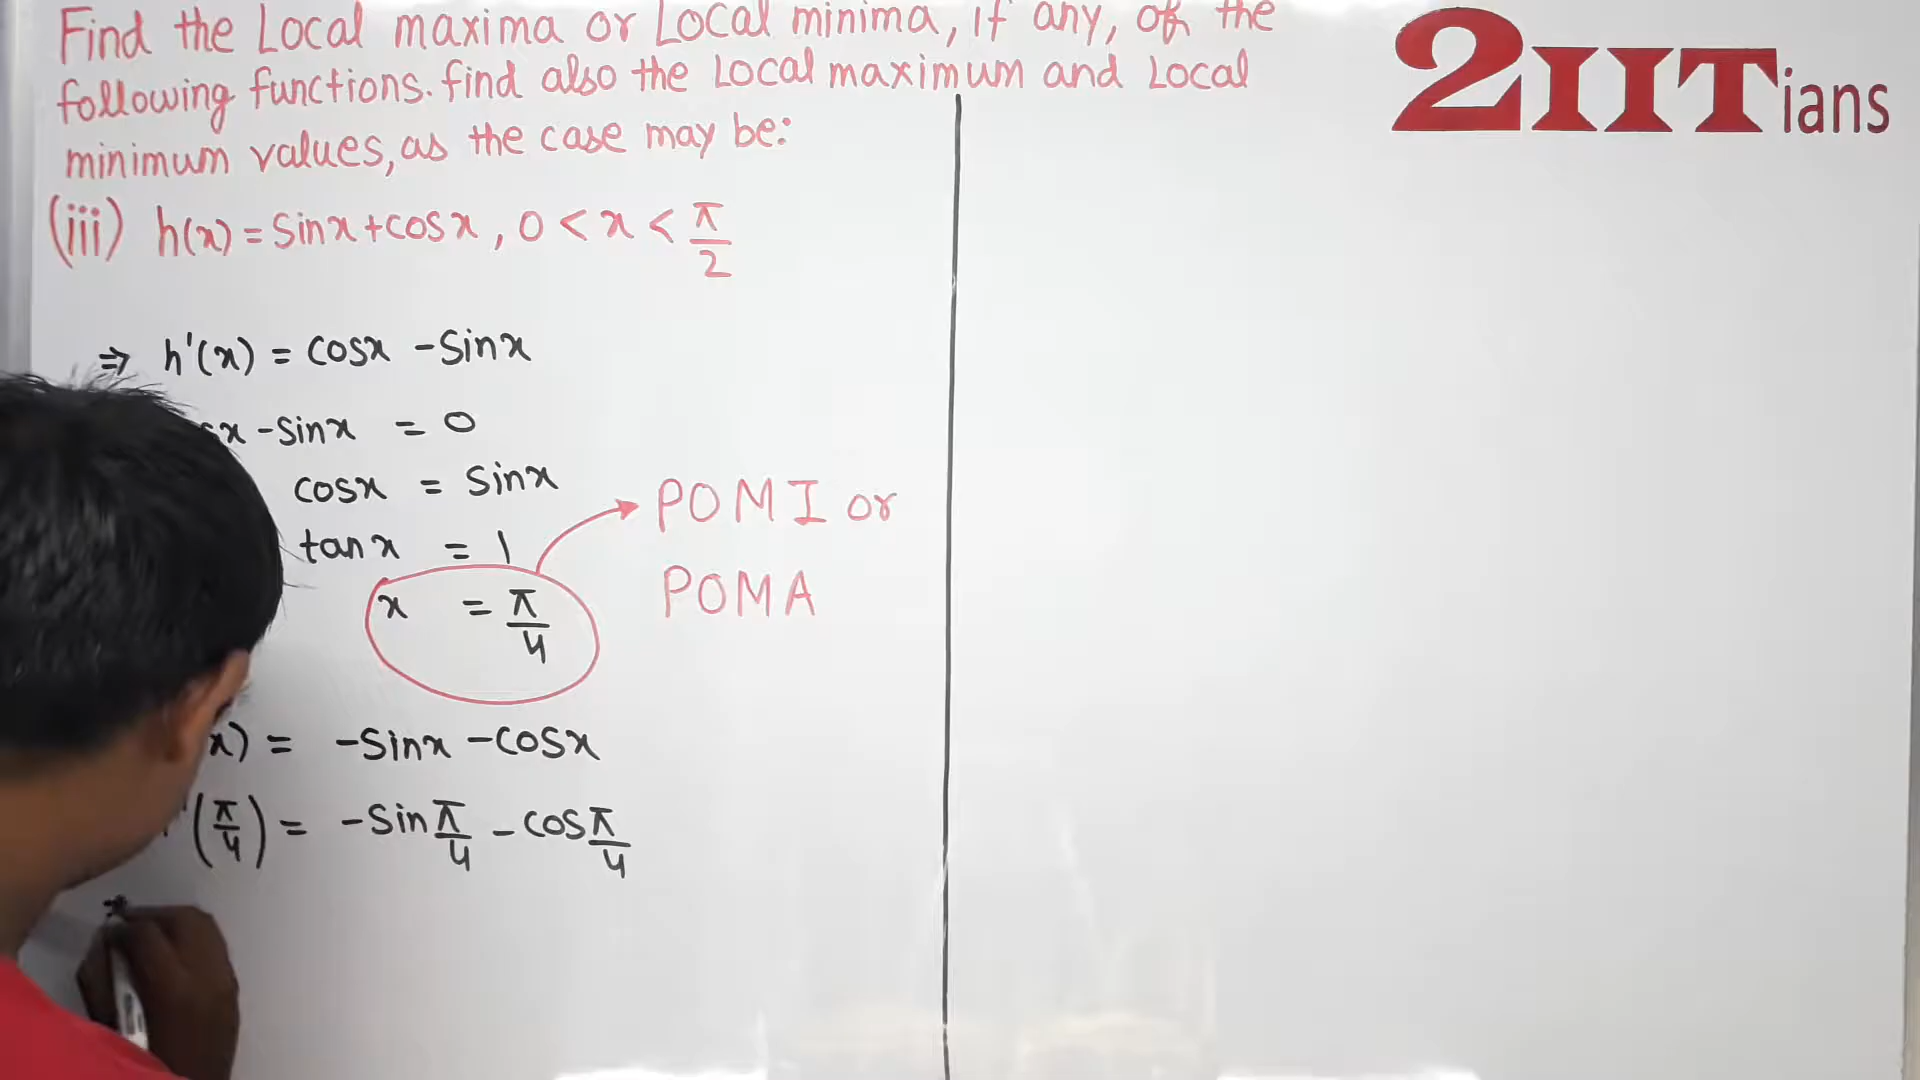 Find the Local maxima or Local minima, if any, of the
following functions. find also the Local maximum and Local
minimum values, as the case may be:
(iii) h(x) = sinx + cosx, 0 < x < π/2
⇒ h'(x) = cosx - sinx
x - sinx = 0
cosx = sinx
tanx = 1
x = π/4
POMI or
POMA
x) = -sinx - cosx
(π/4) = -sin π/4 - cos π/4
2IITians